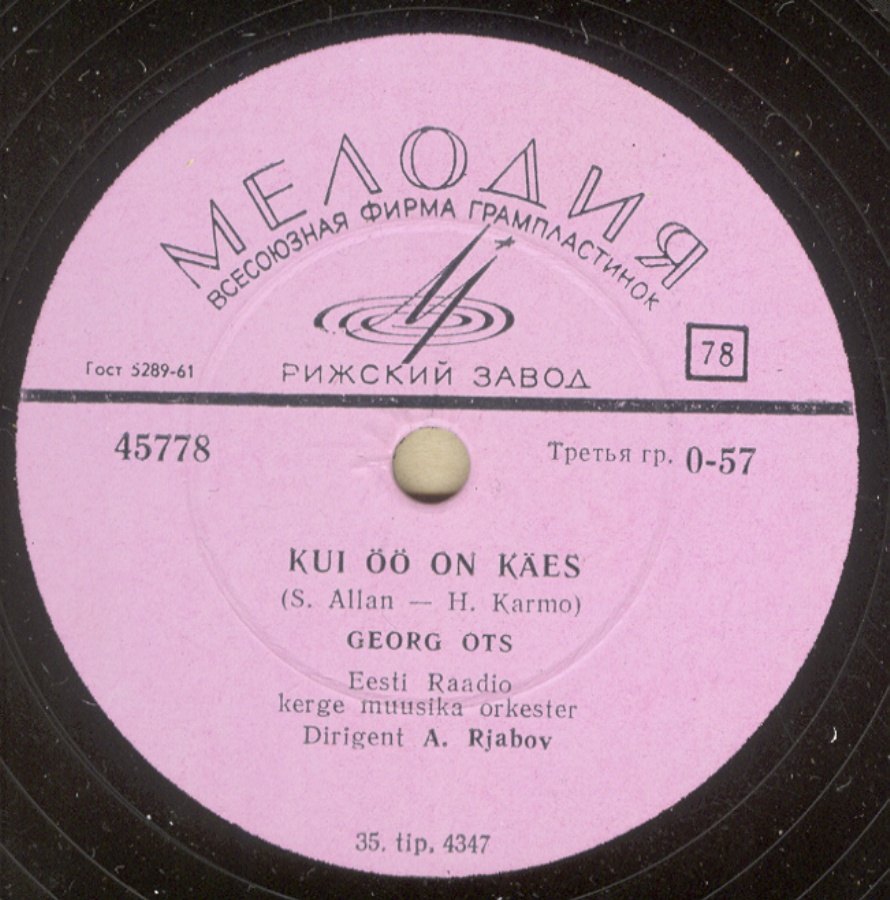 МЕЛОДИЯ
ВСЕСОЮЗНАЯ ФИРМА ГРАМПЛАСТИНОК
78
Гост 5289-61
РИЖСКИЙ ЗАВОД
45778
Третья гр. 0-57
KUI ÖÖ ON KÄES
(S. Allan — H. Karmo)
GEORG OTS
Eesti Raadio
kerge muusika orkester
Dirigent A. Rjabov
35. tip. 4347